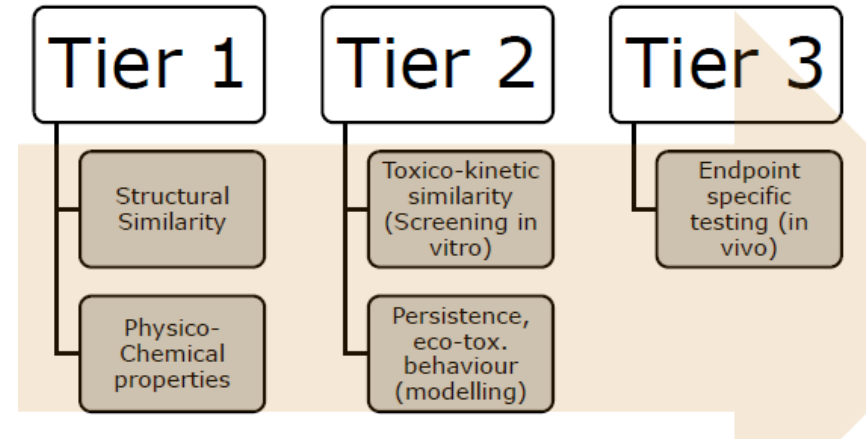 Tier 1
Structural
Similarity
Physico-
Chemical
properties
Tier 2
Toxico-kinetic
similarity
(Screening in
vitro)
Persistence,
eco-tox.
behaviour
(modelling)
Tier 3
Endpoint
specific
testing (in
vivo)